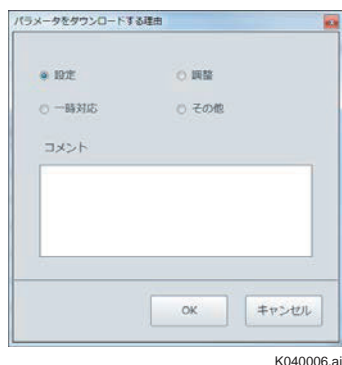 パラメータをダウンロードする理由
設定 調整
一時対応 その他
コメント
OK キャンセル
K040006.ai